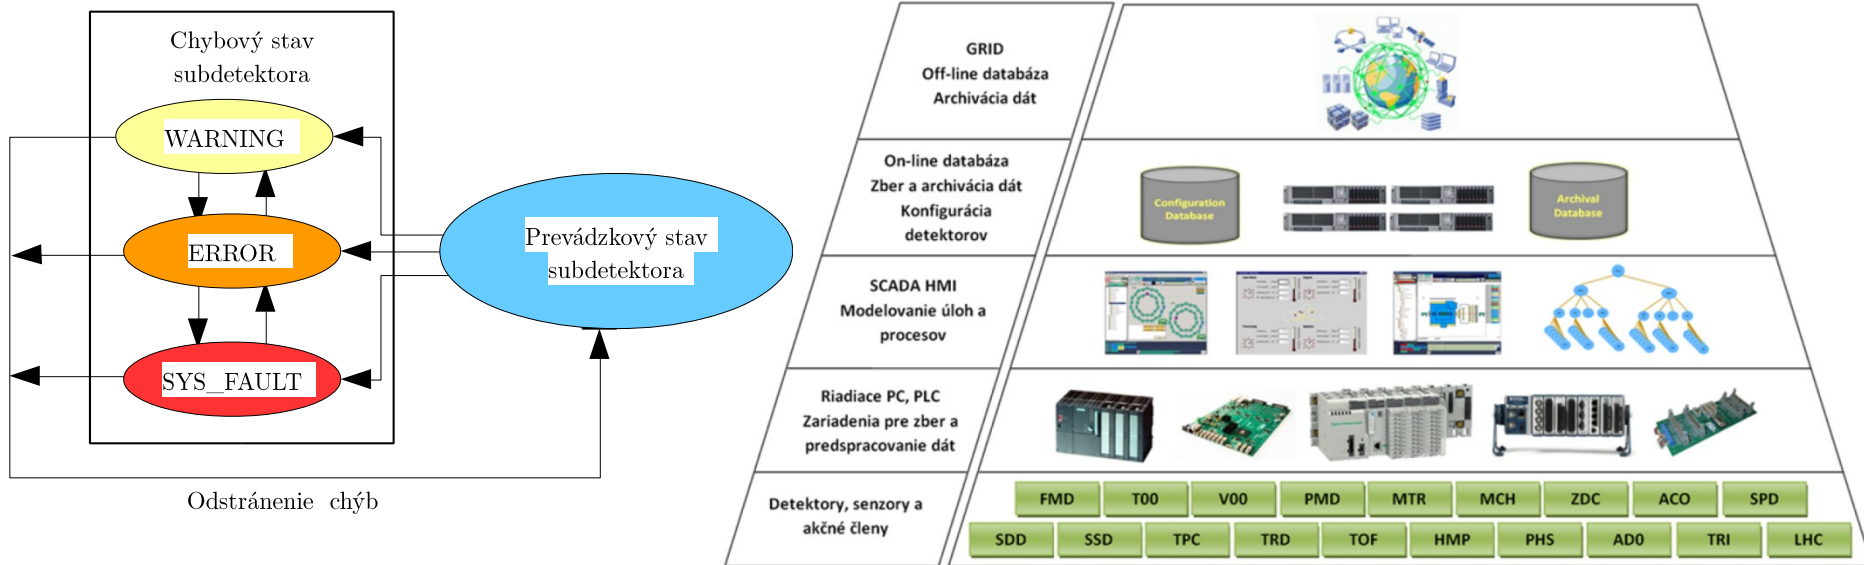 Chybový stav
subdetektora
WARNING
ERROR
SYS_FAULT
Prevádzkový stav
subdetektora
Odstránenie chýb
GRID
Off-line databáza
Archivácia dát
On-line databáza
Zber a archivácia dát
Konfigurácia
detektorov
Configuration
Database
Archival
Database
SCADA HMI
Modelovanie úloh a
procesov
Riadiace PC, PLC
Zariadenia pre zber a
predspracovanie dát
Detektory, senzory a
akčné členy
FMD T00 V00 PMD MTR MCH ZDC ACO SPD
SDD SSD TPC TRD TOF HMP PHS AD0 TRI LHC